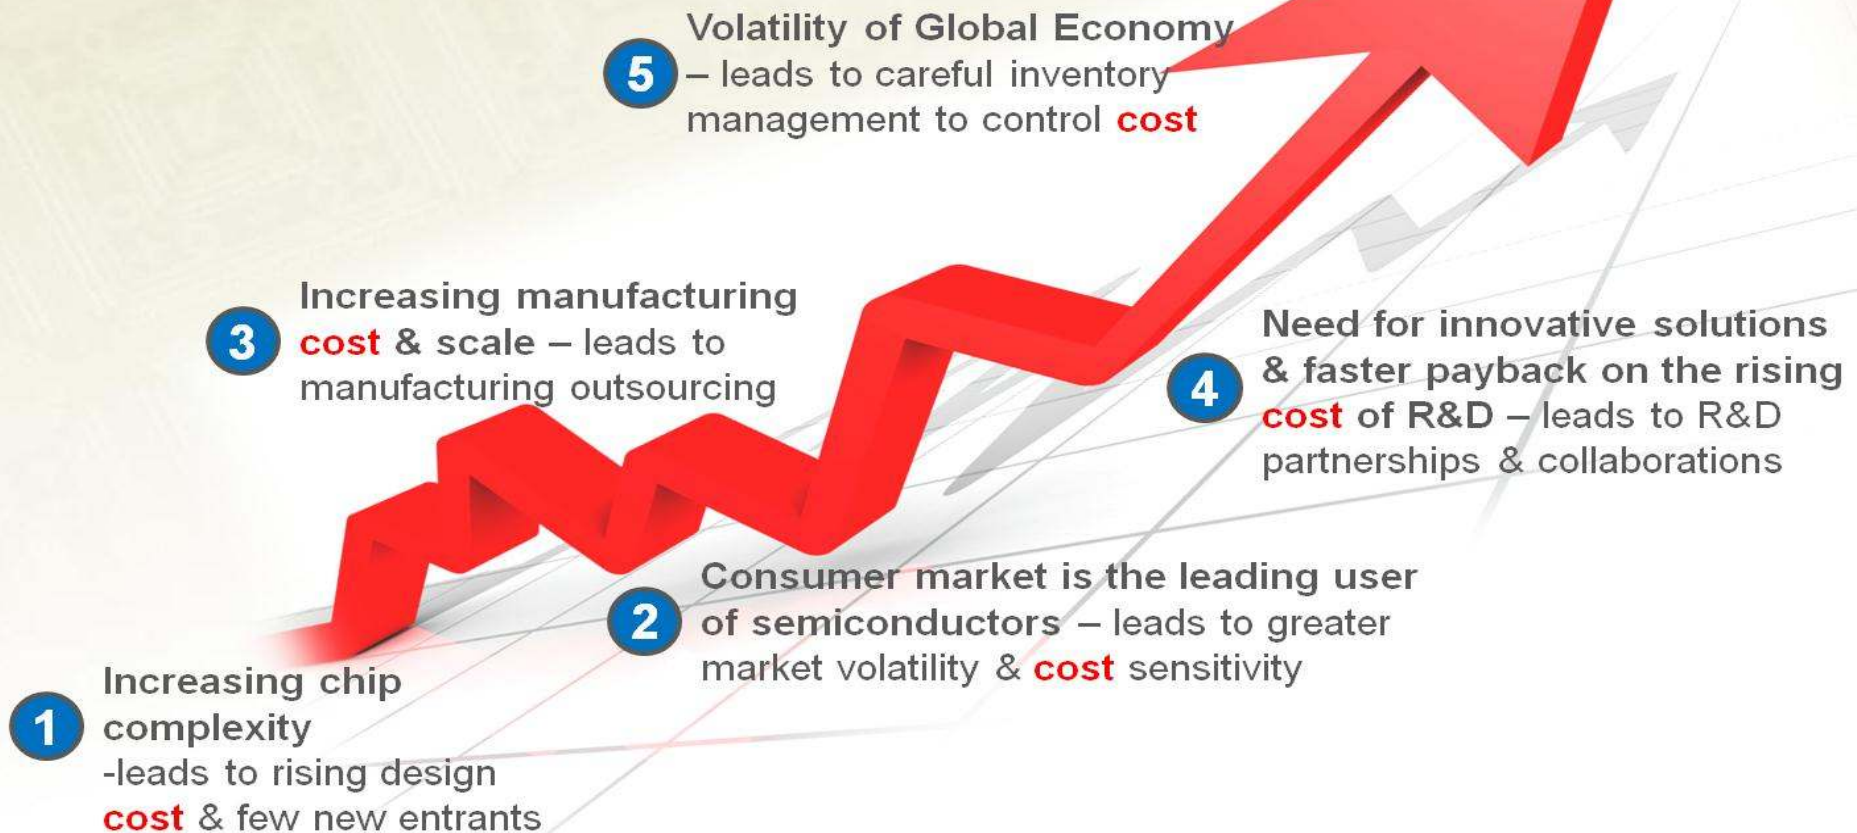 5
Volatility of Global Economy
– leads to careful inventory
management to control cost
3
Increasing manufacturing
cost & scale – leads to
manufacturing outsourcing
4
Need for innovative solutions
& faster payback on the rising
cost of R&D – leads to R&D
partnerships & collaborations
2
Consumer market is the leading user
of semiconductors – leads to greater
market volatility & cost sensitivity
1
Increasing chip
complexity
-leads to rising design
cost & few new entrants